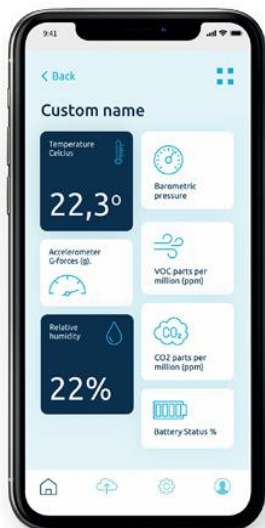 9:41
< Back
Custom name
Temperature
Celcius
22,3°
Barometric
pressure
Accelerometer
G-forces (g).
VOC parts per
million (ppm)
Relative
humidity
22%
CO2
CO2 parts per
million (ppm)
Battery Status %